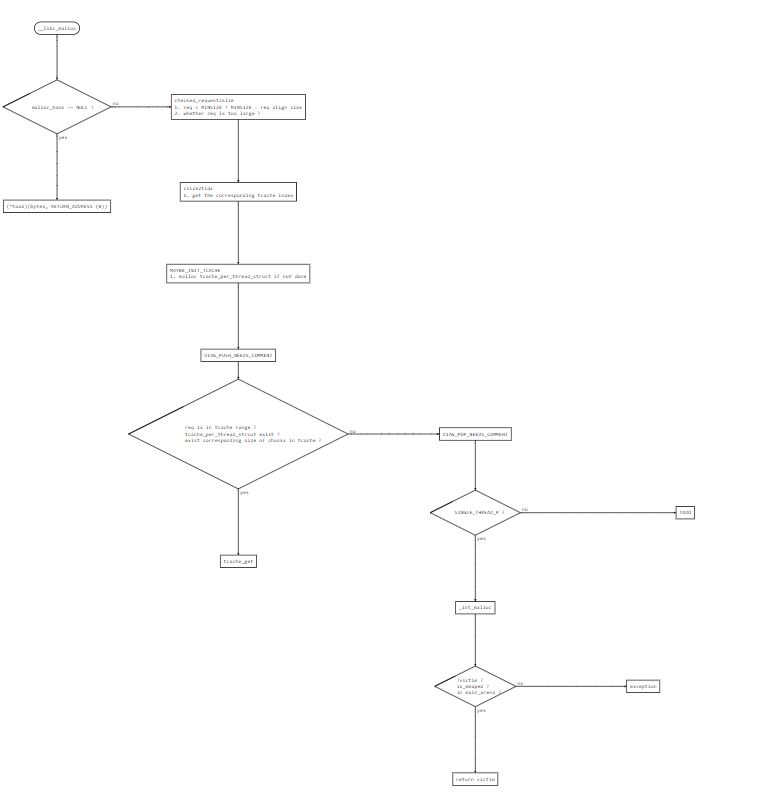 __libc_malloc
malloc_hook == NULL ?
no
yes
(*hook)(bytes, RETURN_ADDRESS (0))
checked_request2size
1. req < MINSIZE ? MINSIZE : req align size
2. whether req is too large ?
csize2tidx
1. get the corresponding tcache index
MAYBE_INIT_TCACHE
1. malloc tcache_per_thread_struct if not done
DIAG_PUSH_NEEDS_COMMENT
req is in tcache range ?
tcache_per_thread_strcut exist ?
exist corresponding size of chunks in tcache ?
no
yes
tcache_get
DIAG_POP_NEEDS_COMMENT
SINGLE_THREAD_P ?
no
yes
TODO
_int_malloc
!victim ?
is_mmaped ?
in main_arena ?
no
yes
exception
return victim